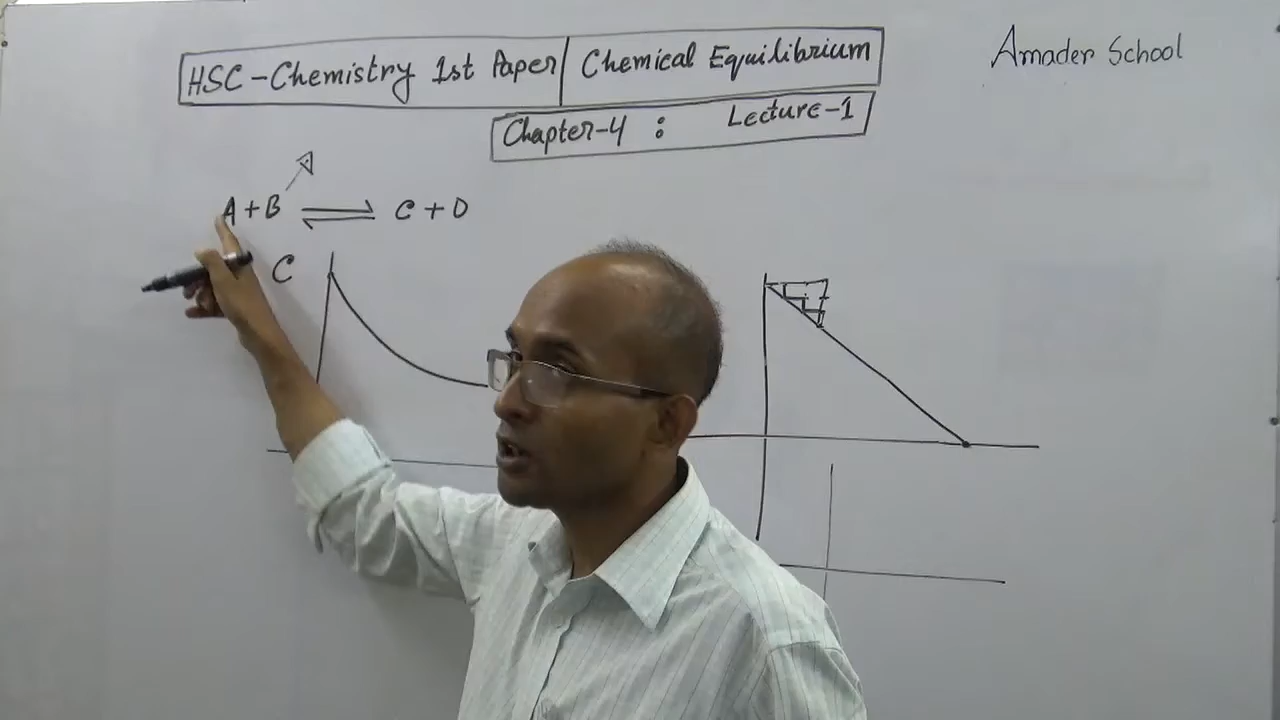 HSC-Chemistry 1st Paper | Chemical Equilibrium
Amader School
Chapter-4 : Lecture-1
A + B ⇌ C + D
C